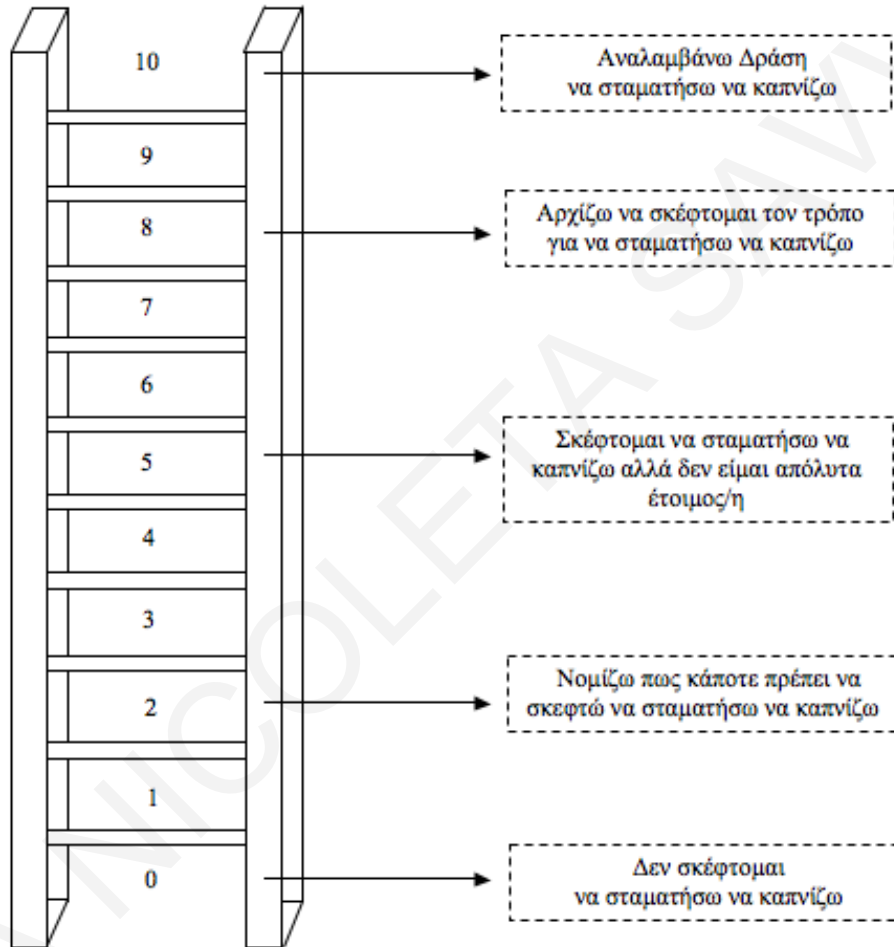 10
Αναλαμβάνω Δράση
να σταματήσω να καπνίζω
9
8
Αρχίζω να σκέφτομαι τον τρόπο
για να σταματήσω να καπνίζω
7
6
5
Σκέφτομαι να σταματήσω να
καπνίζω αλλά δεν είμαι απόλυτα
έτοιμος/η
4
3
2
Νομίζω πως κάποτε πρέπει να
σκεφτώ να σταματήσω να καπνίζω
1
0
Δεν σκέφτομαι
να σταματήσω να καπνίζω
NICOLETA